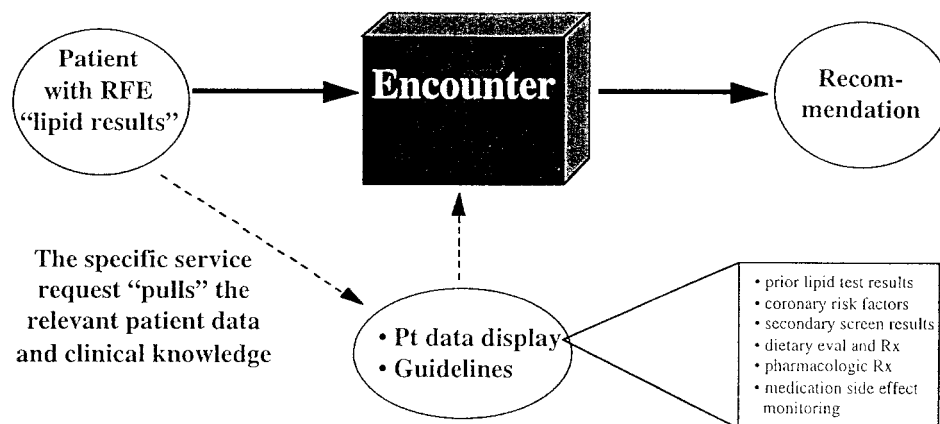 Patient
with RFE
“lipid results”
Encounter
Recom-
mendation
The specific service
request “pulls” the
relevant patient data
and clinical knowledge
• Pt data display
• Guidelines
• prior lipid test results
• coronary risk factors
• secondary screen results
• dietary eval and Rx
• pharmacologic Rx
• medication side effect
monitoring